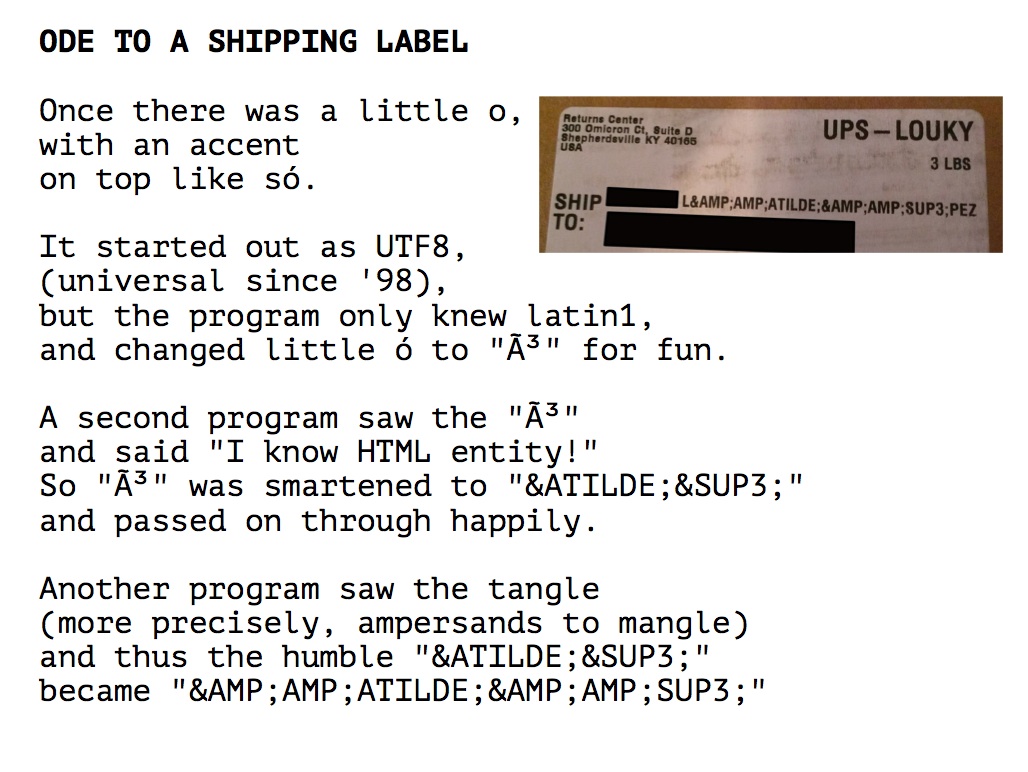 ODE TO A SHIPPING LABEL
Once there was a little o,
with an accent
on top like só.
Returns Center
300 Omicron Ct, Suite D
Shepherdsville KY 40165
USA
UPS–LOUKY
3 LBS
SHIP
TO:
L&AMP;AMP;ATILDE;&AMP;AMP;SUP3;PEZ
It started out as UTF8,
(universal since '98),
but the program only knew latin1,
and changed little ó to "Ã³" for fun.
A second program saw the "Ã³"
and said "I know HTML entity!"
So "Ã³" was smartened to "&ATILDE;&SUP3;"
and passed on through happily.
Another program saw the tangle
(more precisely, ampersands to mangle)
and thus the humble "&ATILDE;&SUP3;"
became "&AMP;AMP;ATILDE;&AMP;AMP;SUP3;"